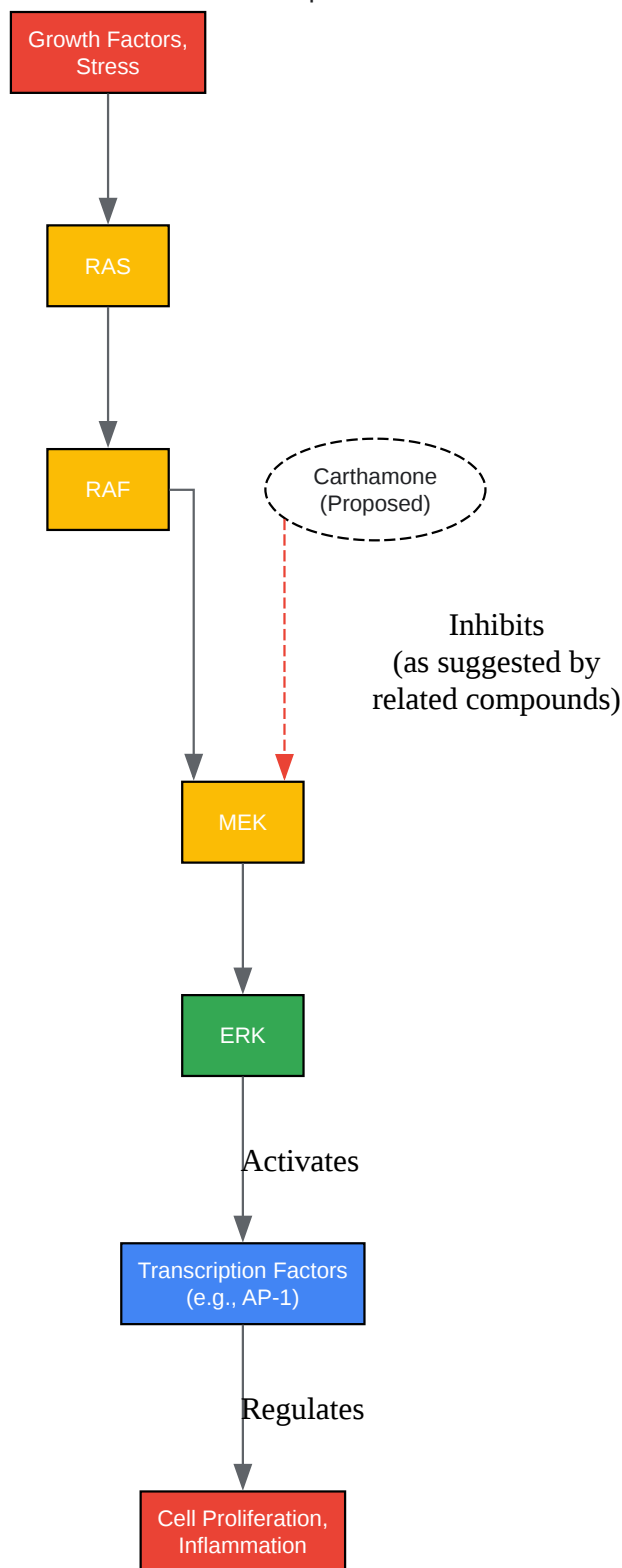 Growth Factors,
Stress
RAS
RAF
Carthamone
(Proposed)
Inhibits
(as suggested by
related compounds)
MEK
ERK
Activates
Transcription Factors
(e.g., AP-1)
Regulates
Cell Proliferation,
Inflammation